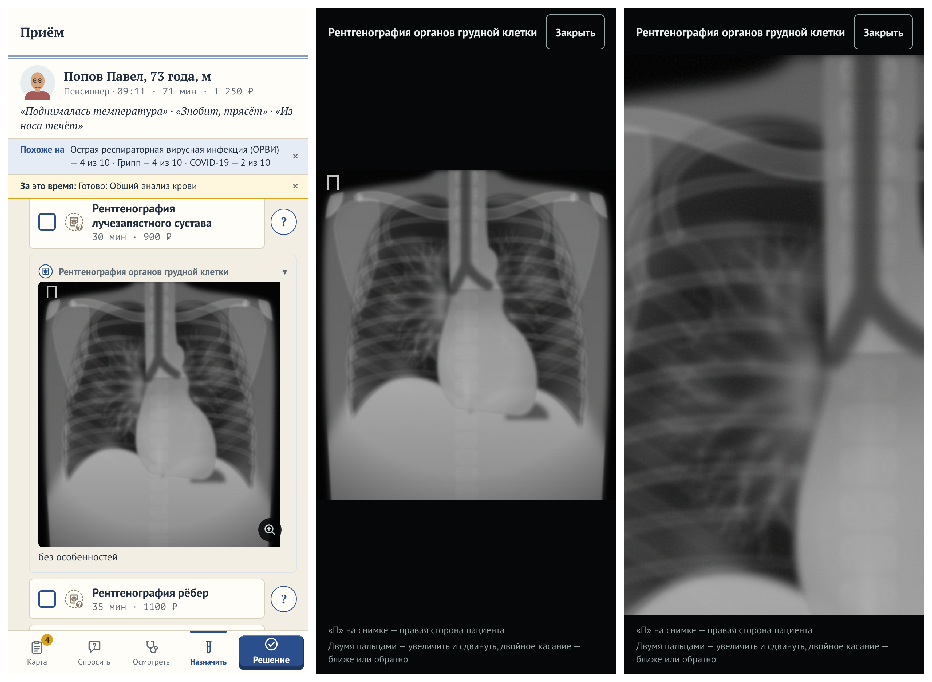 Приём
Попов Павел, 73 года, м
Пенсионер · 09:11 · 71 мин · 1 250 ₽
«Поднималась температура» · «Знобит, трясёт» · «Из
носа течёт»
Похоже на Острая респираторная вирусная инфекция (ОРВИ)
— 4 из 10 · Грипп — 4 из 10 · COVID-19 — 2 из 10
×
За это время: Готово: Общий анализ крови ×
Рентгенография
лучезапястного сустава
30 мин · 900 ₽
?
Рентгенография органов грудной клетки ▼
П
без особенностей
Рентгенография рёбер
35 мин · 1100 ₽
?
4
Карта
Спросить
Осмотреть
Назначить
Решение
Рентгенография органов грудной клетки
Закрыть
П
«П» на снимке — правая сторона пациента
Двумя пальцами — увеличить и сдвинуть, двойное касание —
ближе или обратно
Рентгенография органов грудной клетки
Закрыть
«П» на снимке — правая сторона пациента
Двумя пальцами — увеличить и сдвинуть, двойное касание —
ближе или обратно